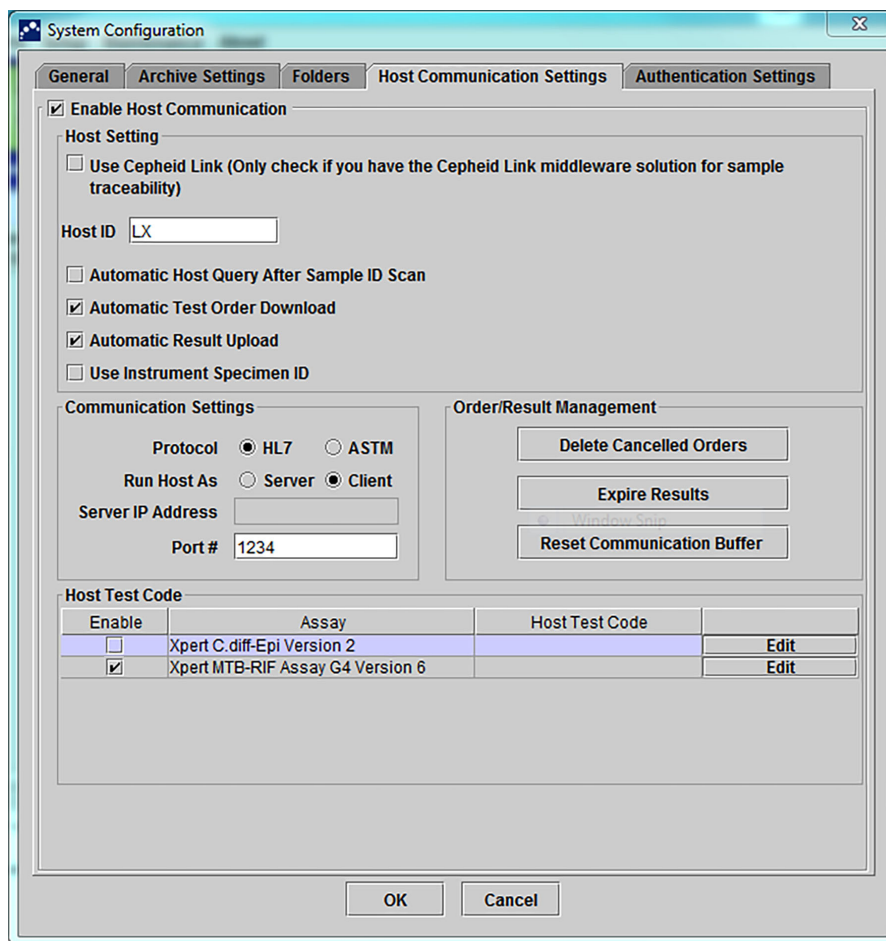 System Configuration
General Archive Settings Folders Host Communication Settings Authentication Settings
Enable Host Communication
Host Setting
Use Cepheid Link (Only check if you have the Cepheid Link middleware solution for sample
traceability)
Host ID LX
Automatic Host Query After Sample ID Scan
Automatic Test Order Download
Automatic Result Upload
Use Instrument Specimen ID
Communication Settings
Protocol HL7 ASTM
Run Host As Server Client
Server IP Address
Port # 1234
Order/Result Management
Delete Cancelled Orders
Expire Results
Window Snip
Reset Communication Buffer
Host Test Code
Enable Assay Host Test Code
Xpert C.diff-Epi Version 2 Edit
Xpert MTB-RIF Assay G4 Version 6 Edit
OK Cancel